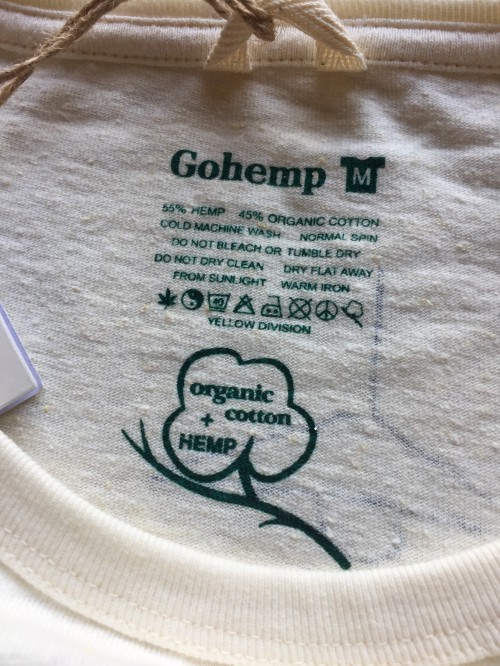 Gohemp M
55% HEMP 45% ORGANIC COTTON
COLD MACHINE WASH NORMAL SPIN
DO NOT BLEACH OR TUMBLE DRY
DO NOT DRY CLEAN DRY FLAT AWAY
FROM SUNLIGHT WARM IRON
40
YELLOW DIVISION
organic
+ cotton
HEMP